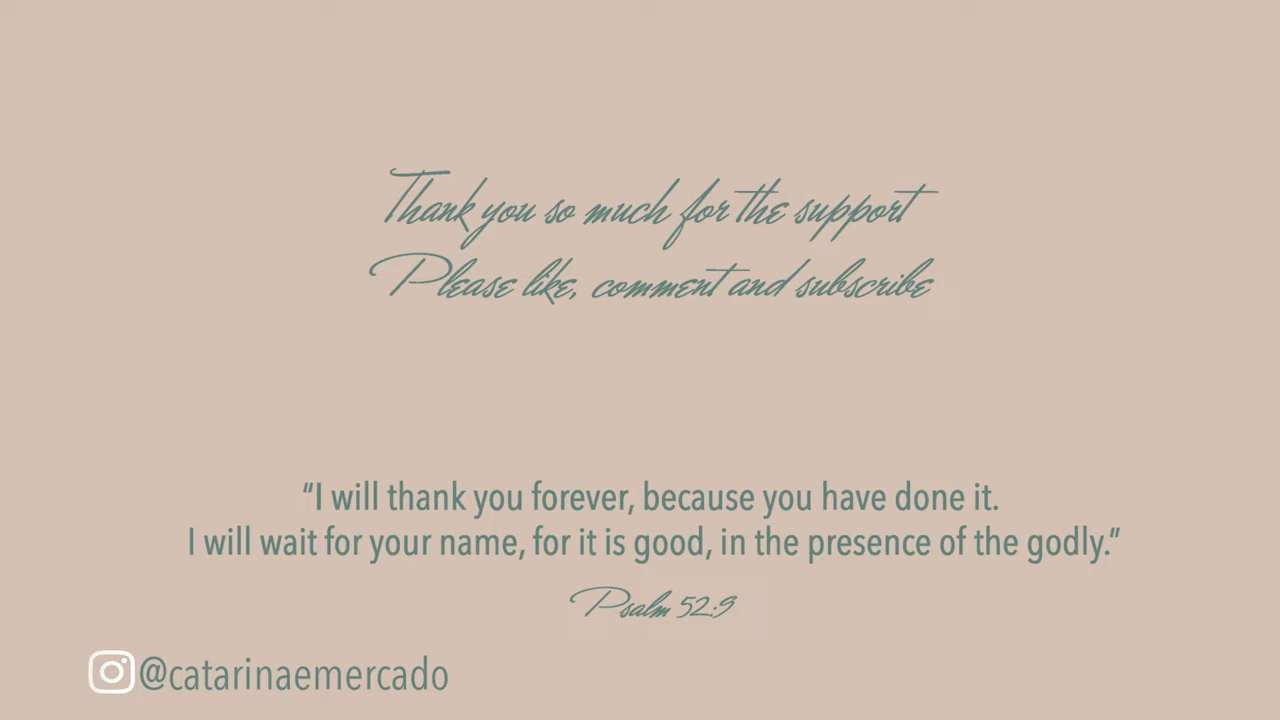 Thank you so much for the support
Please like, comment and subscribe
“I will thank you forever, because you have done it.
I will wait for your name, for it is good, in the presence of the godly.”
Psalm 52:9
@catarinaemercado